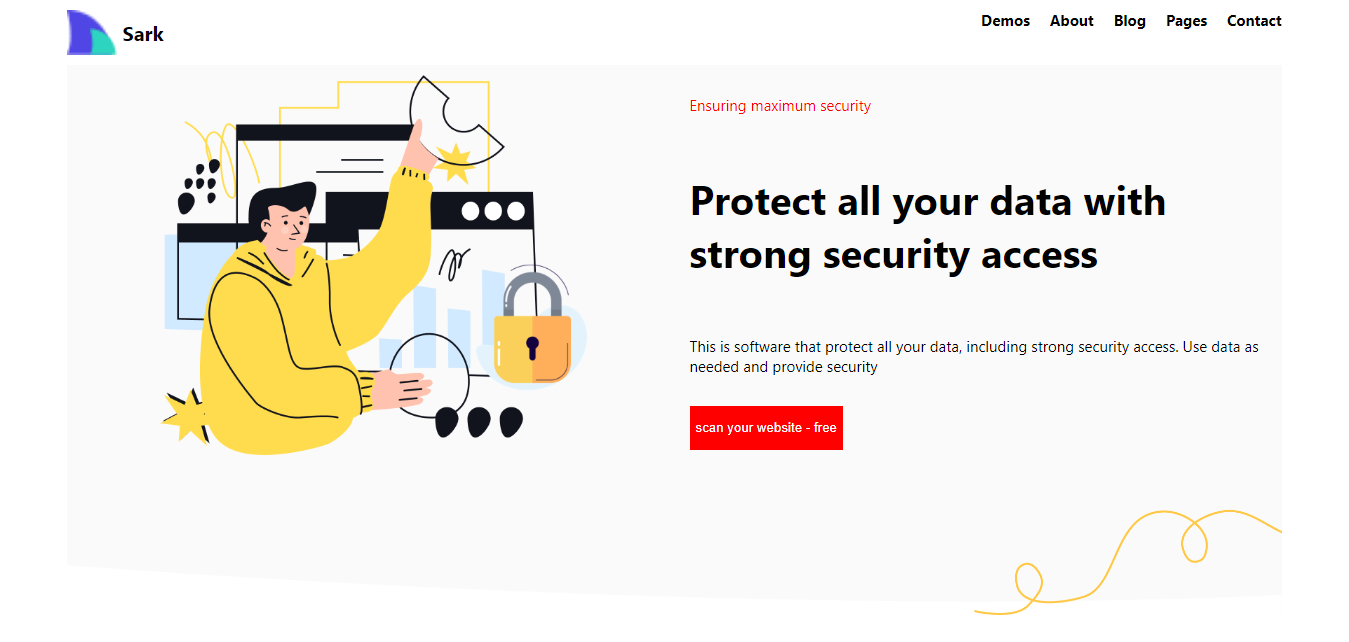 Sark
Demos About Blog Pages Contact
Ensuring maximum security
Protect all your data with
strong security access
This is software that protect all your data, including strong security access. Use data as
needed and provide security
scan your website - free